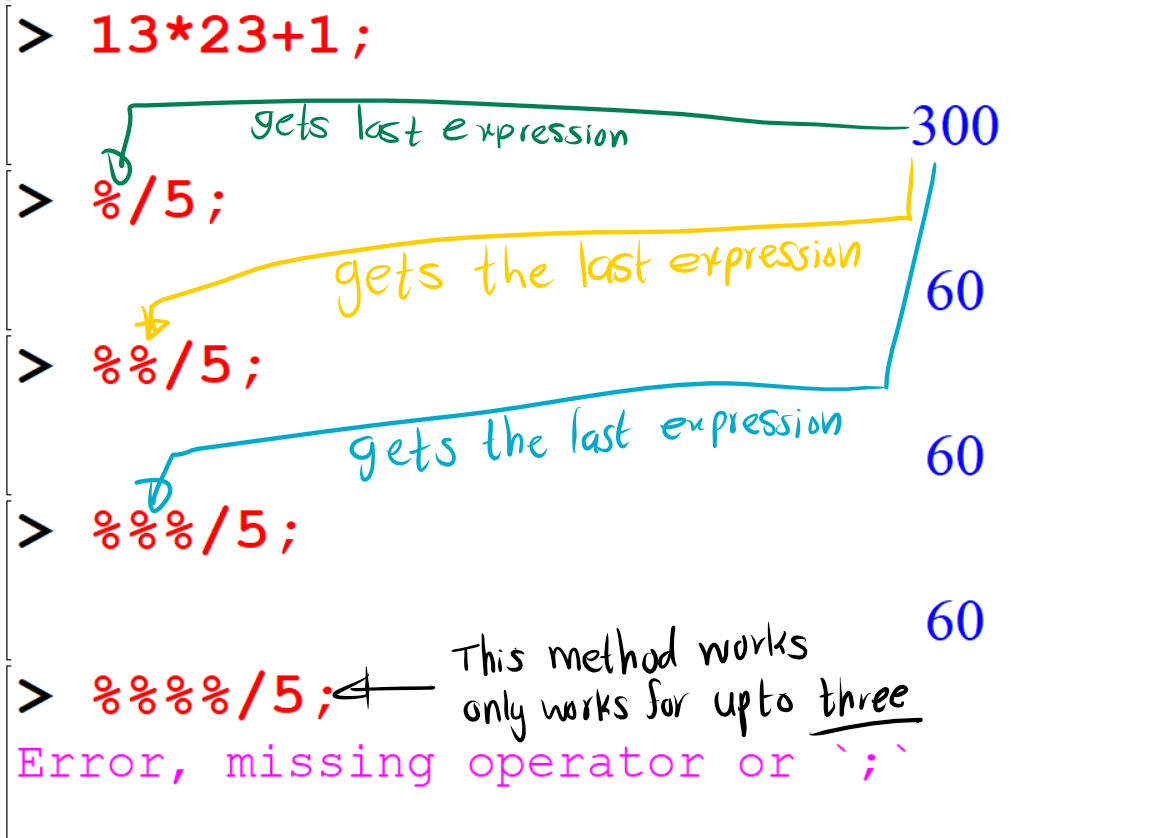 > 13*23+1;
gets last expression
300
> %/5;
gets the last expression
60
> %%/5;
gets the last expression
60
> %%%/5;
60
This method works
only works for upto three
> %%%%/5;
Error, missing operator or `;`